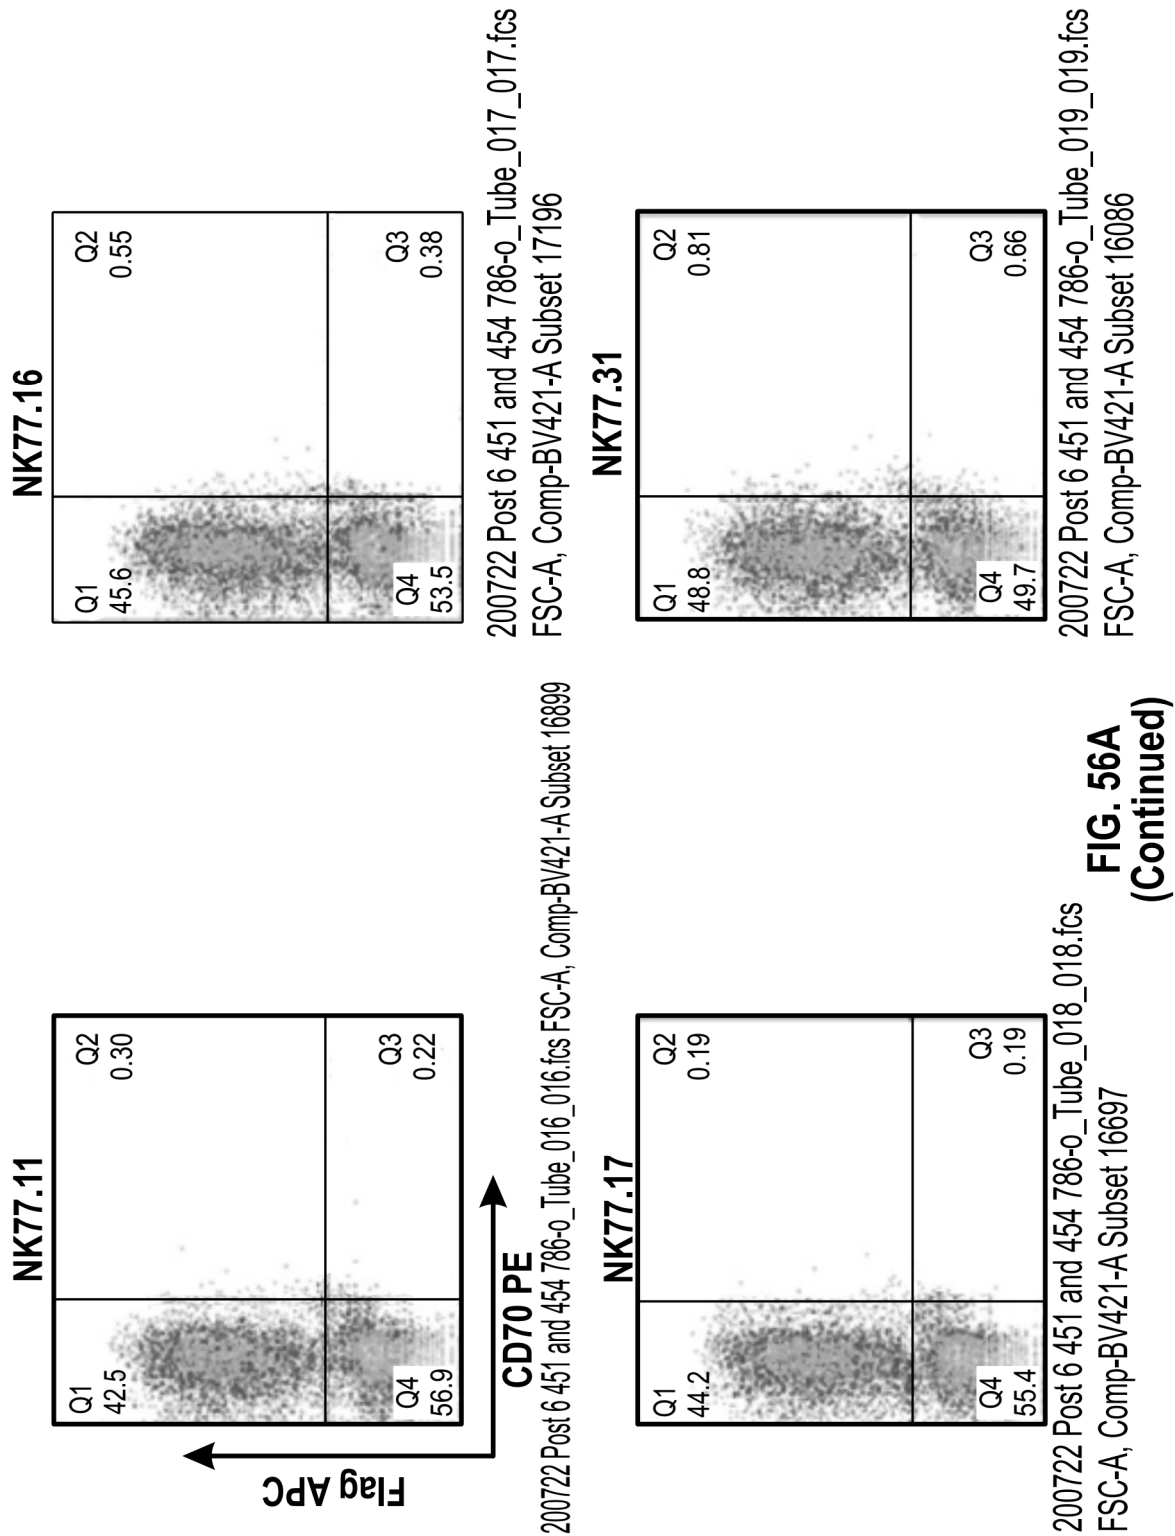 NK77.11
Q1
42.5
Q2
0.30
Q4
56.9
Q3
0.22
Flag APC
CD70 PE
200722 Post 6 451 and 454 786-o_Tube_016_016.fcs FSC-A, Comp-BV421-A Subset 16899
NK77.16
Q1
45.6
Q2
0.55
Q4
53.5
Q3
0.38
200722 Post 6 451 and 454 786-o_Tube_017_017.fcs
FSC-A, Comp-BV421-A Subset 17196
NK77.17
Q1
44.2
Q2
0.19
Q4
55.4
Q3
0.19
200722 Post 6 451 and 454 786-o_Tube_018_018.fcs
FSC-A, Comp-BV421-A Subset 16697
NK77.31
Q1
48.8
Q2
0.81
Q4
49.7
Q3
0.66
200722 Post 6 451 and 454 786-o_Tube_019_019.fcs
FSC-A, Comp-BV421-A Subset 16086
FIG. 56A
(Continued)